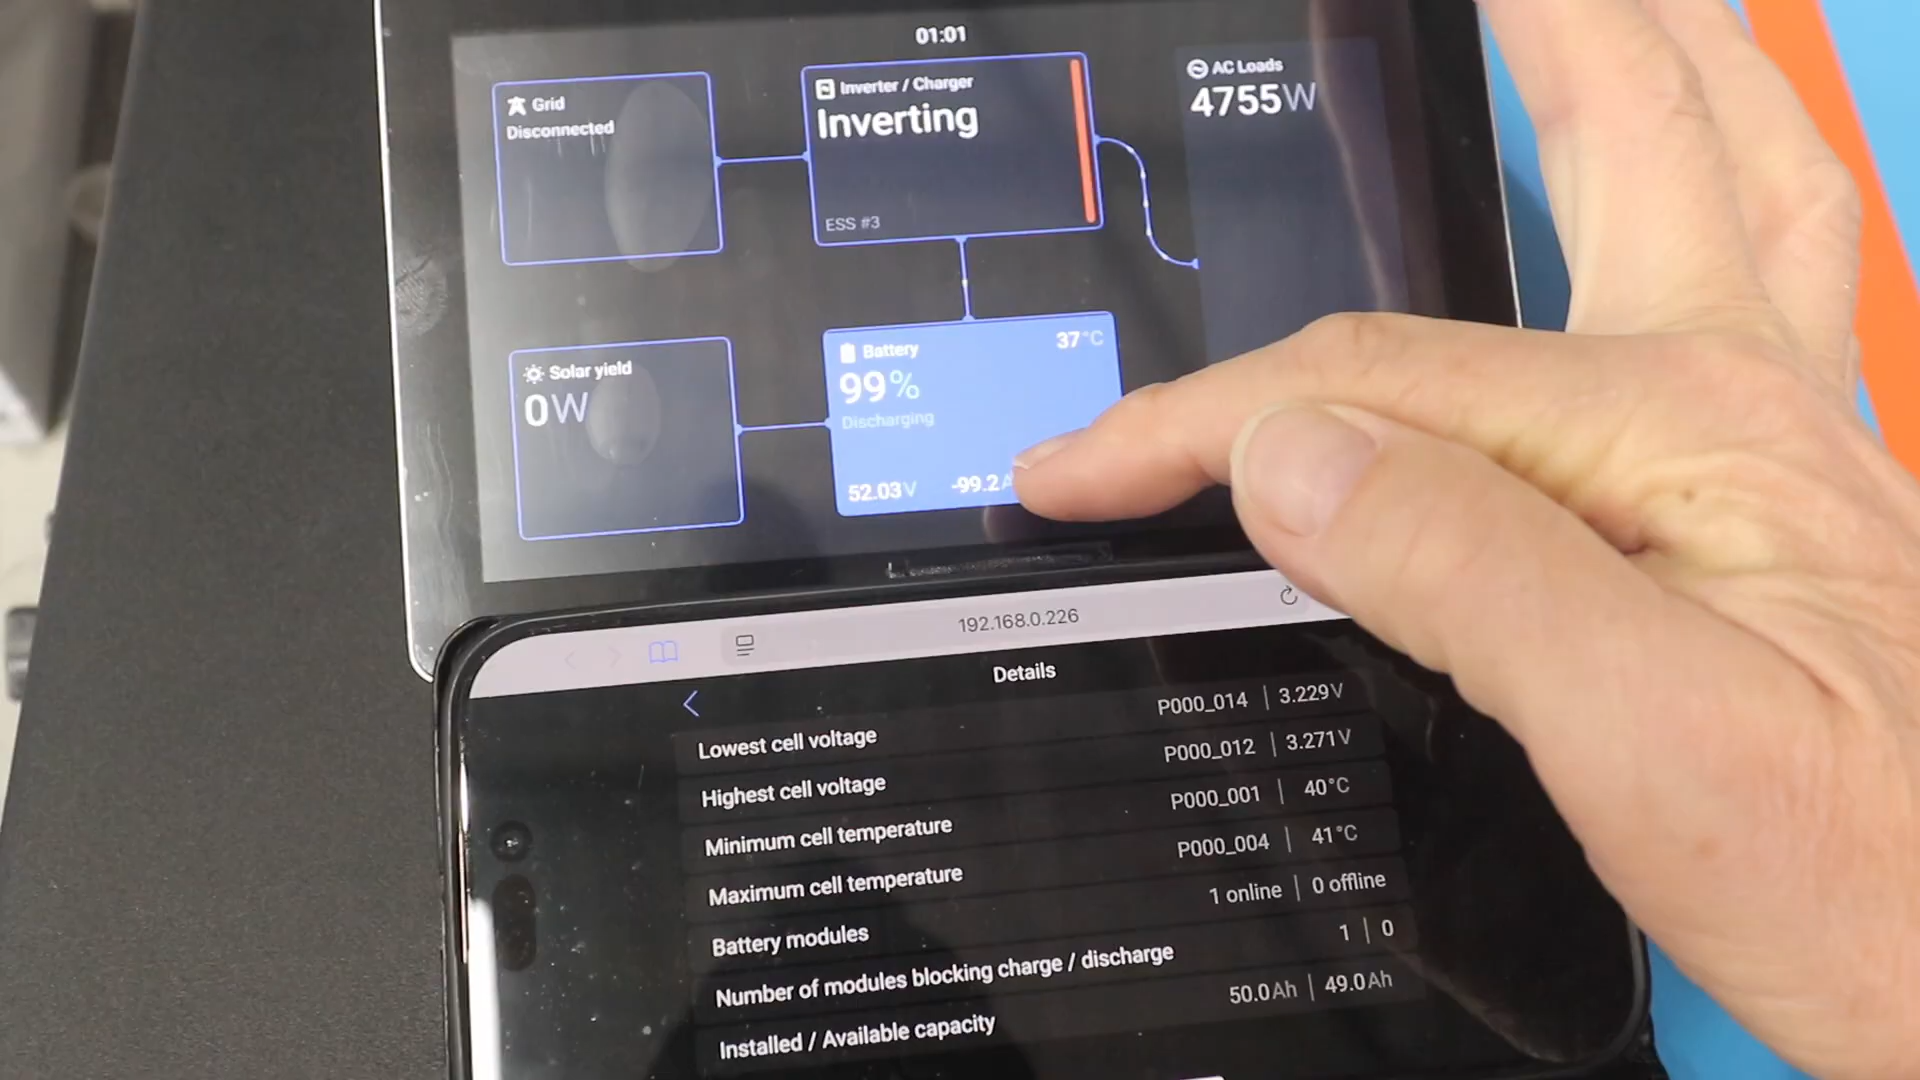 01:01
Grid
Disconnected
Inverter / Charger
Inverting
ESS #3
AC Loads
4755W
Solar yield
0W
Battery
37°C
99%
Discharging
52.03V -99.2A
192.168.0.226
Details
Lowest cell voltage P000_014 3.229V
Highest cell voltage P000_012 3.271V
Minimum cell temperature P000_001 40°C
Maximum cell temperature P000_004 41°C
Battery modules 1 online 0 offline
Number of modules blocking charge / discharge 1 0
Installed / Available capacity 50.0Ah 49.0Ah